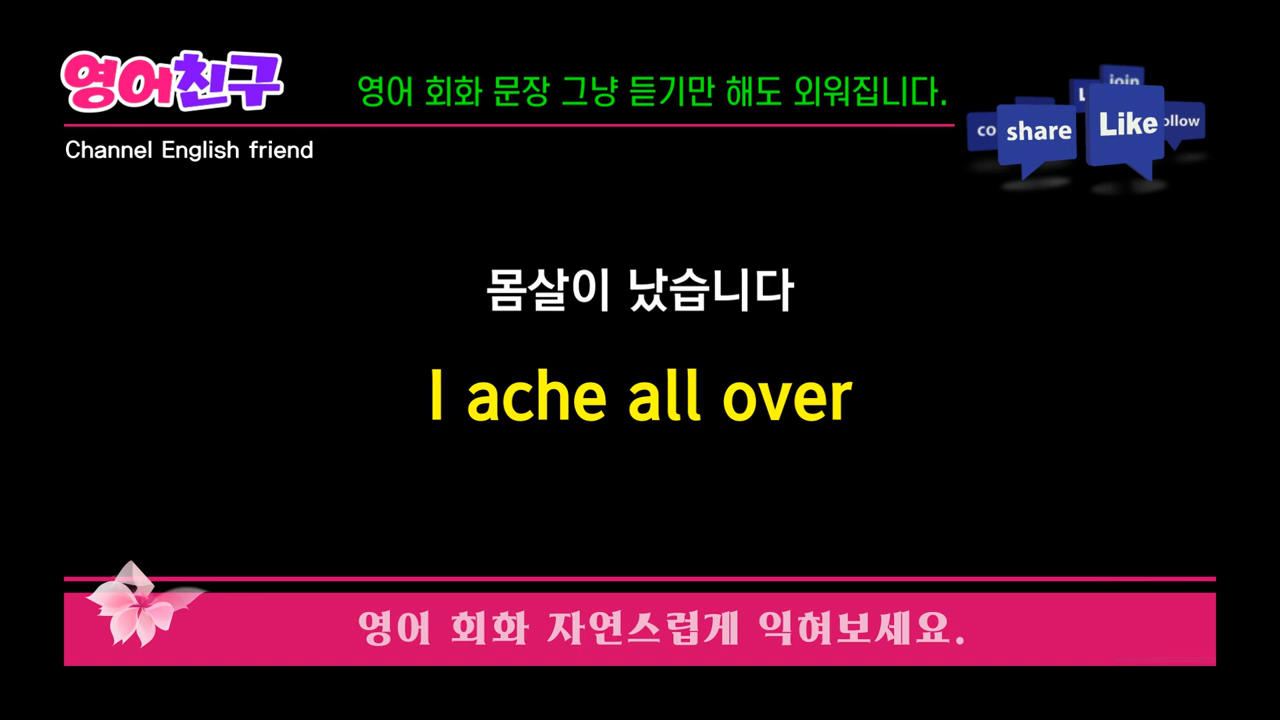 영어친구
영어 회화 문장 그냥 듣기만 해도 외워집니다.
Channel English friend
join
share
Like
몸살이 났습니다
I ache all over
영어 회화 자연스럽게 익혀보세요.